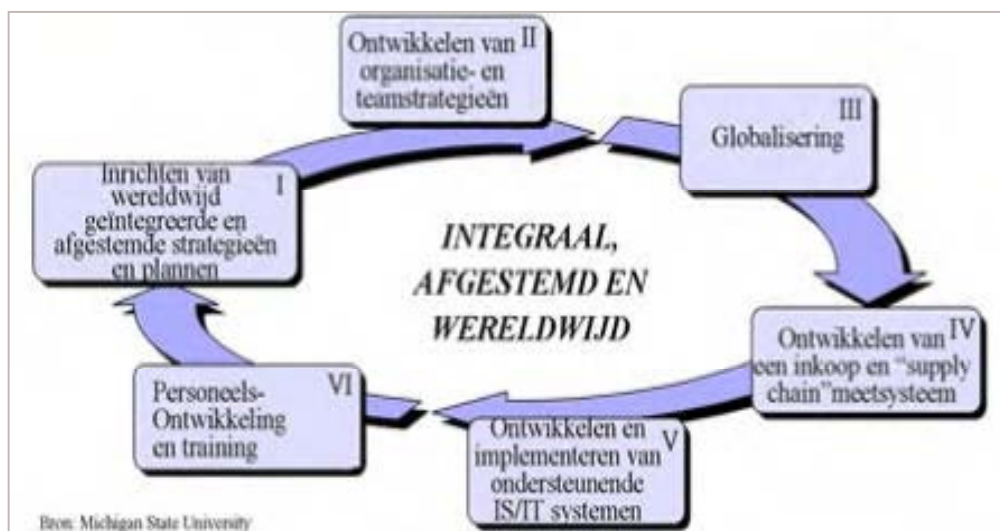 Ontwikkelen van II
organisatie- en
teamstrategieën
III
Globalisering
I
Inrichten van
wereldwijd
geïntegreerde en
afgestemde strategieën
en plannen
INTEGRAAL,
AFGESTEMD EN
WERELDWIJD
Ontwikkelen van IV
een inkoop en “supply
chain” meetsysteem
VI
Personeels-
Ontwikkeling
en training
Ontwikkelen en V
implementeren van
ondersteunende
IS/IT systemen
Bron: Michigan State University